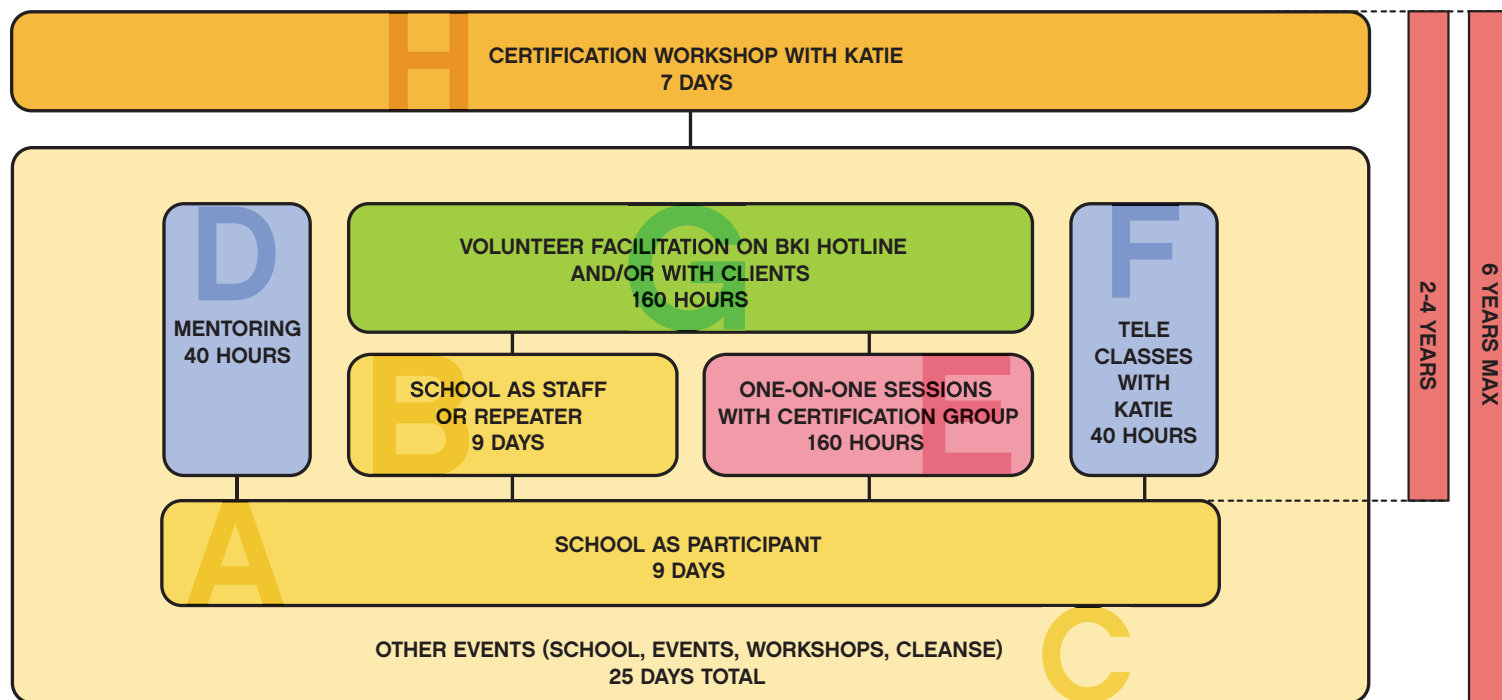 H
CERTIFICATION WORKSHOP WITH KATIE
7 DAYS
D
MENTORING
40 HOURS
G
VOLUNTEER FACILITATION ON BKI HOTLINE
AND/OR WITH CLIENTS
160 HOURS
F
TELE
CLASSES
WITH
KATIE
40 HOURS
B
SCHOOL AS STAFF
OR REPEATER
9 DAYS
E
ONE-ON-ONE SESSIONS
WITH CERTIFICATION GROUP
160 HOURS
A
SCHOOL AS PARTICIPANT
9 DAYS
C
OTHER EVENTS (SCHOOL, EVENTS, WORKSHOPS, CLEANSE)
25 DAYS TOTAL
2-4 YEARS
6 YEARS MAX